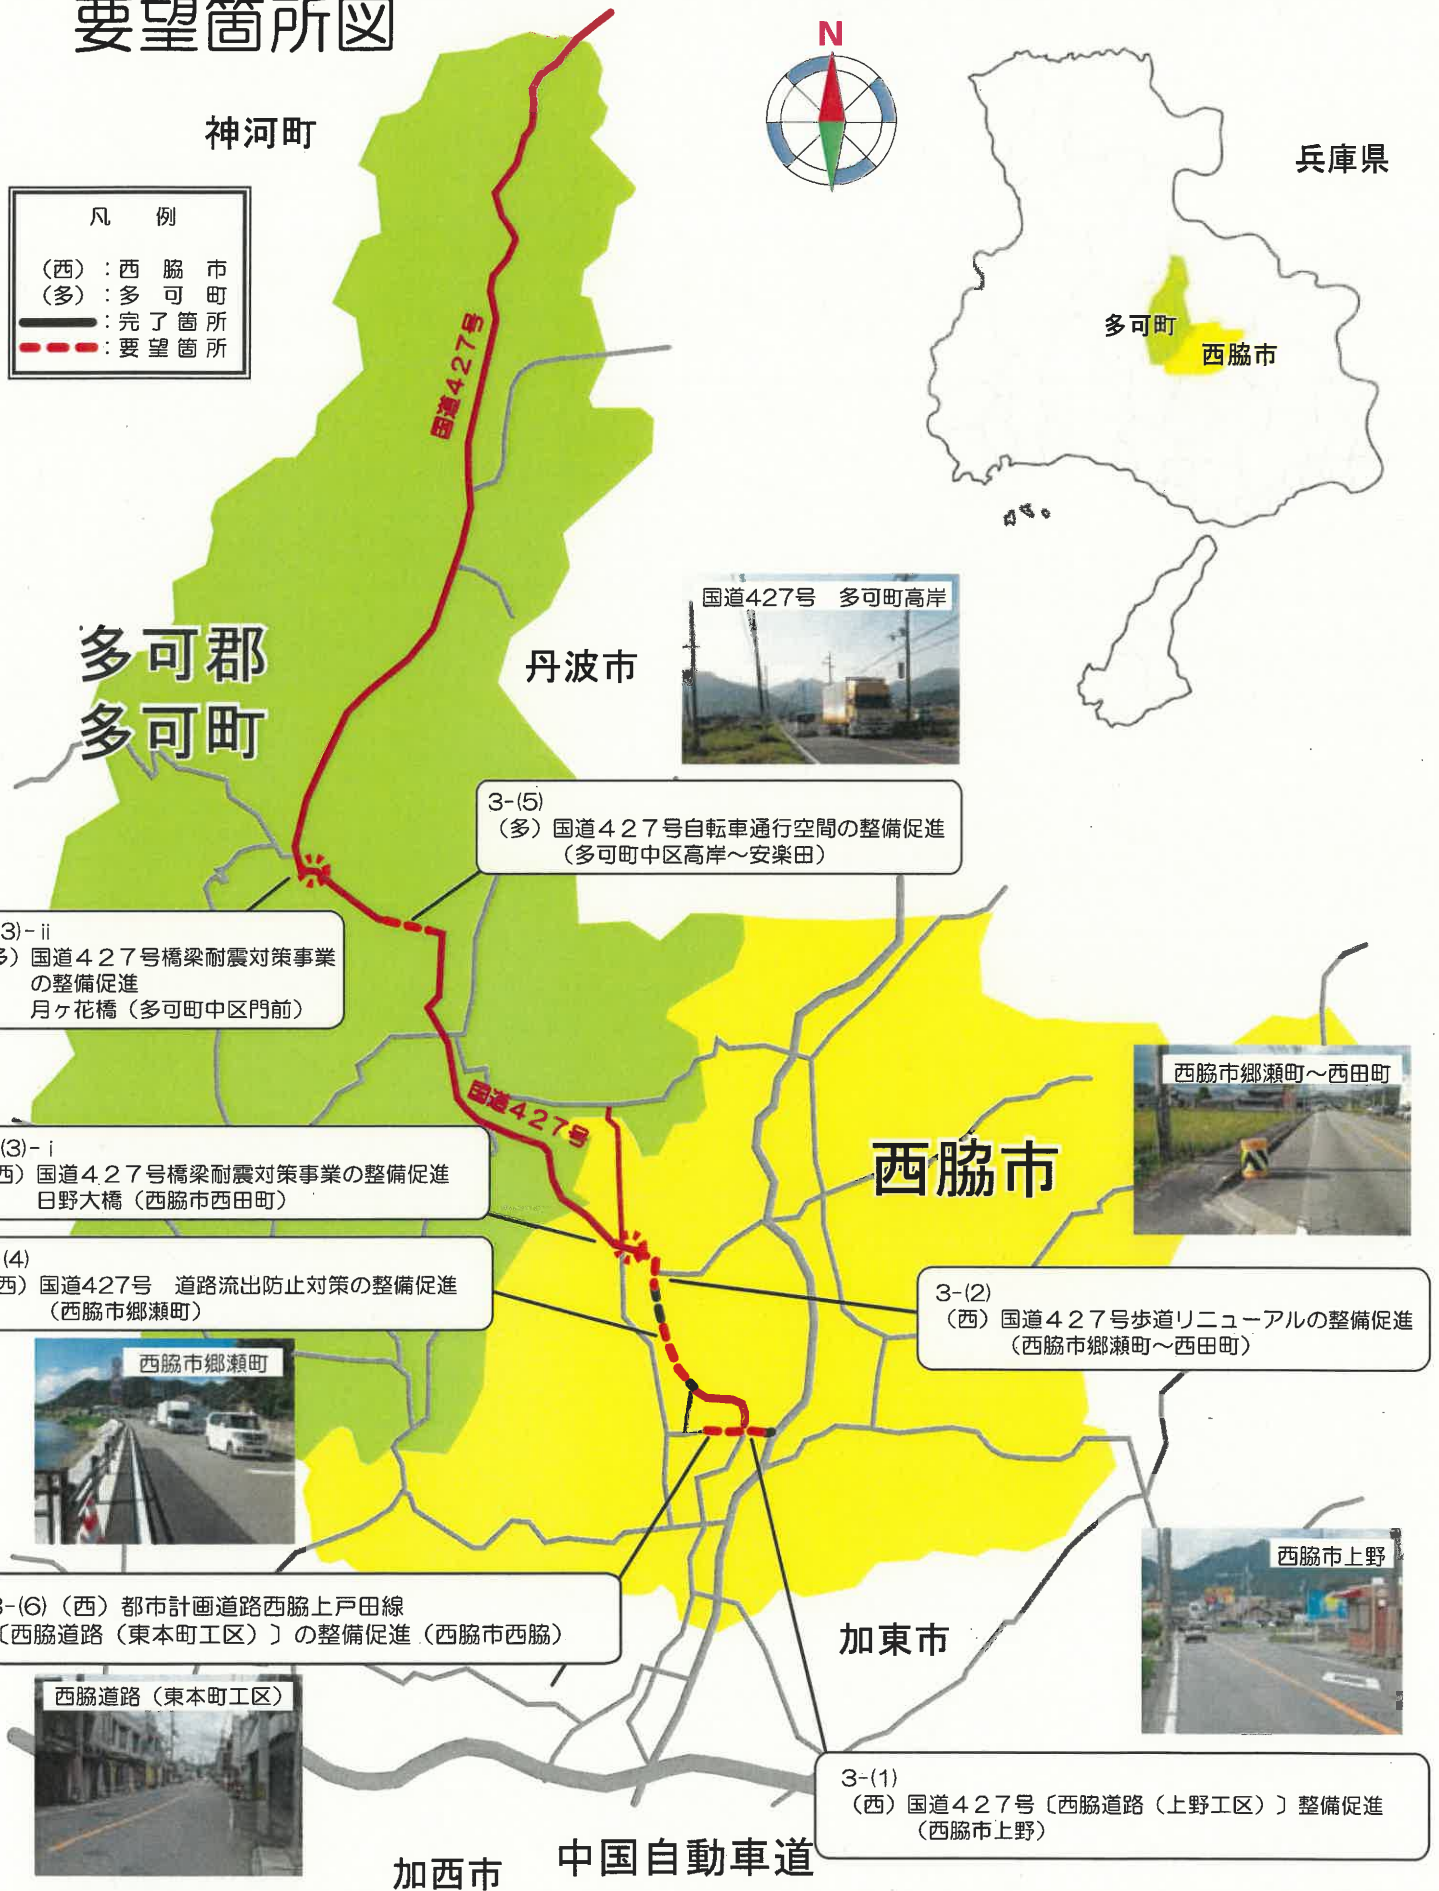 要望箇所図
神河町
N
兵庫県
凡　例
（西）：西　脇　市
（多）：多　可　町
：完了箇所
：要望箇所
多可町
西脇市
国道427号
国道427号　多可町高岸
多可郡
多可町
丹波市
3-(5)
（多）国道４２７号自転車通行空間の整備促進
（多可町中区高岸～安楽田）
3)-ⅱ
多）国道４２７号橋梁耐震対策事業
の整備促進
月ヶ花橋（多可町中区門前）
国道427号
西脇市郷瀬町～西田町
西脇市
(3)-ⅰ
西）国道４２７号橋梁耐震対策事業の整備促進
日野大橋（西脇市西田町）
(4)
西）国道427号　道路流出防止対策の整備促進
（西脇市郷瀬町）
3-(2)
（西）国道４２７号歩道リニューアルの整備促進
（西脇市郷瀬町～西田町）
西脇市郷瀬町
西脇市上野
3-(6)（西）都市計画道路西脇上戸田線
〔西脇道路（東本町工区）〕の整備促進（西脇市西脇）
加東市
西脇道路（東本町工区）
3-(1)
（西）国道４２７号〔西脇道路（上野工区）〕整備促進
（西脇市上野）
中国自動車道
加西市